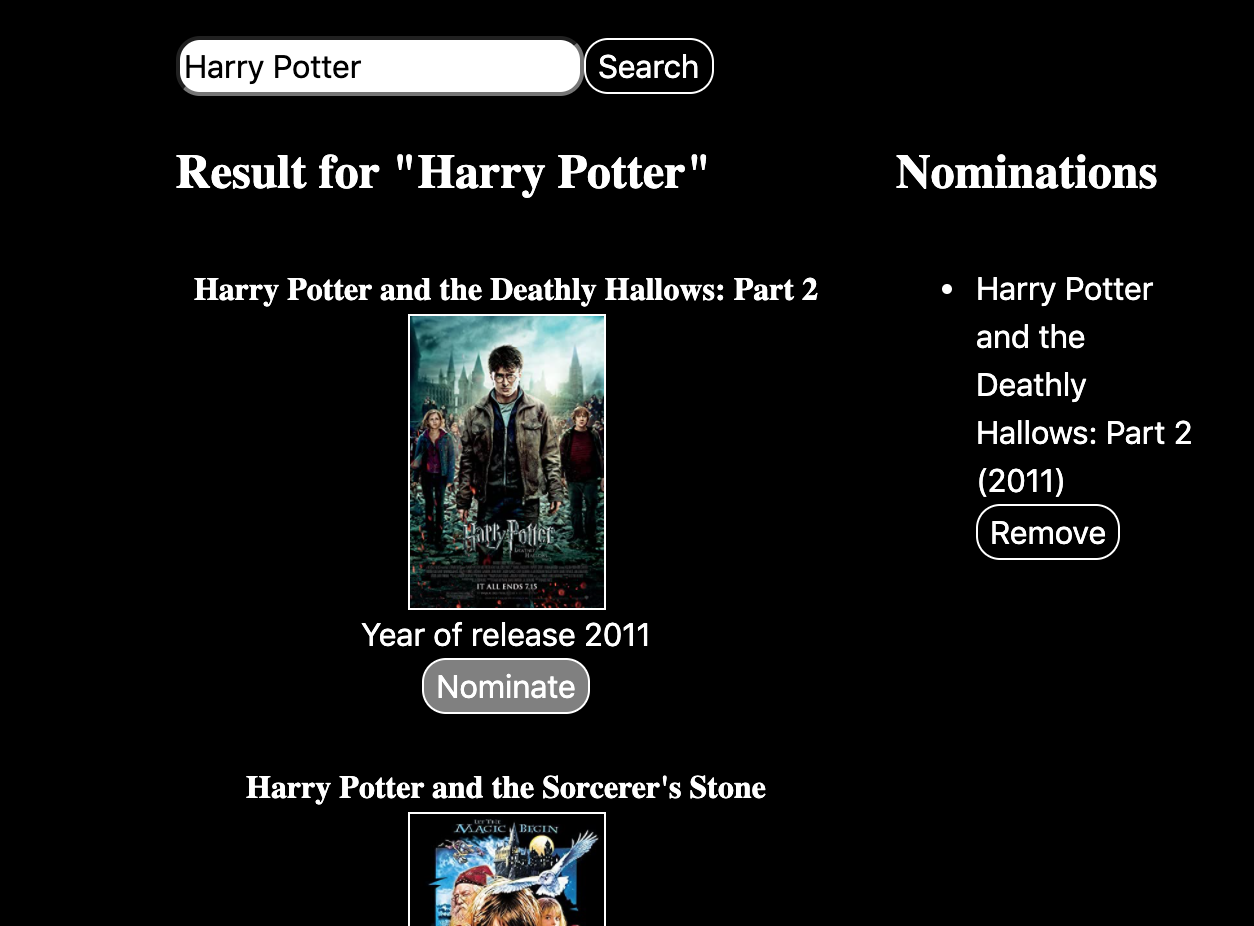 Harry Potter
Search
Result for "Harry Potter"
Harry Potter and the Deathly Hallows: Part 2
Harry Potter
IT ALL ENDS 7.15
Year of release 2011
Nominate
Harry Potter and the Sorcerer's Stone
LET THE
MAGIC BEGIN
Nominations
• Harry Potter
and the
Deathly
Hallows: Part 2
(2011)
Remove